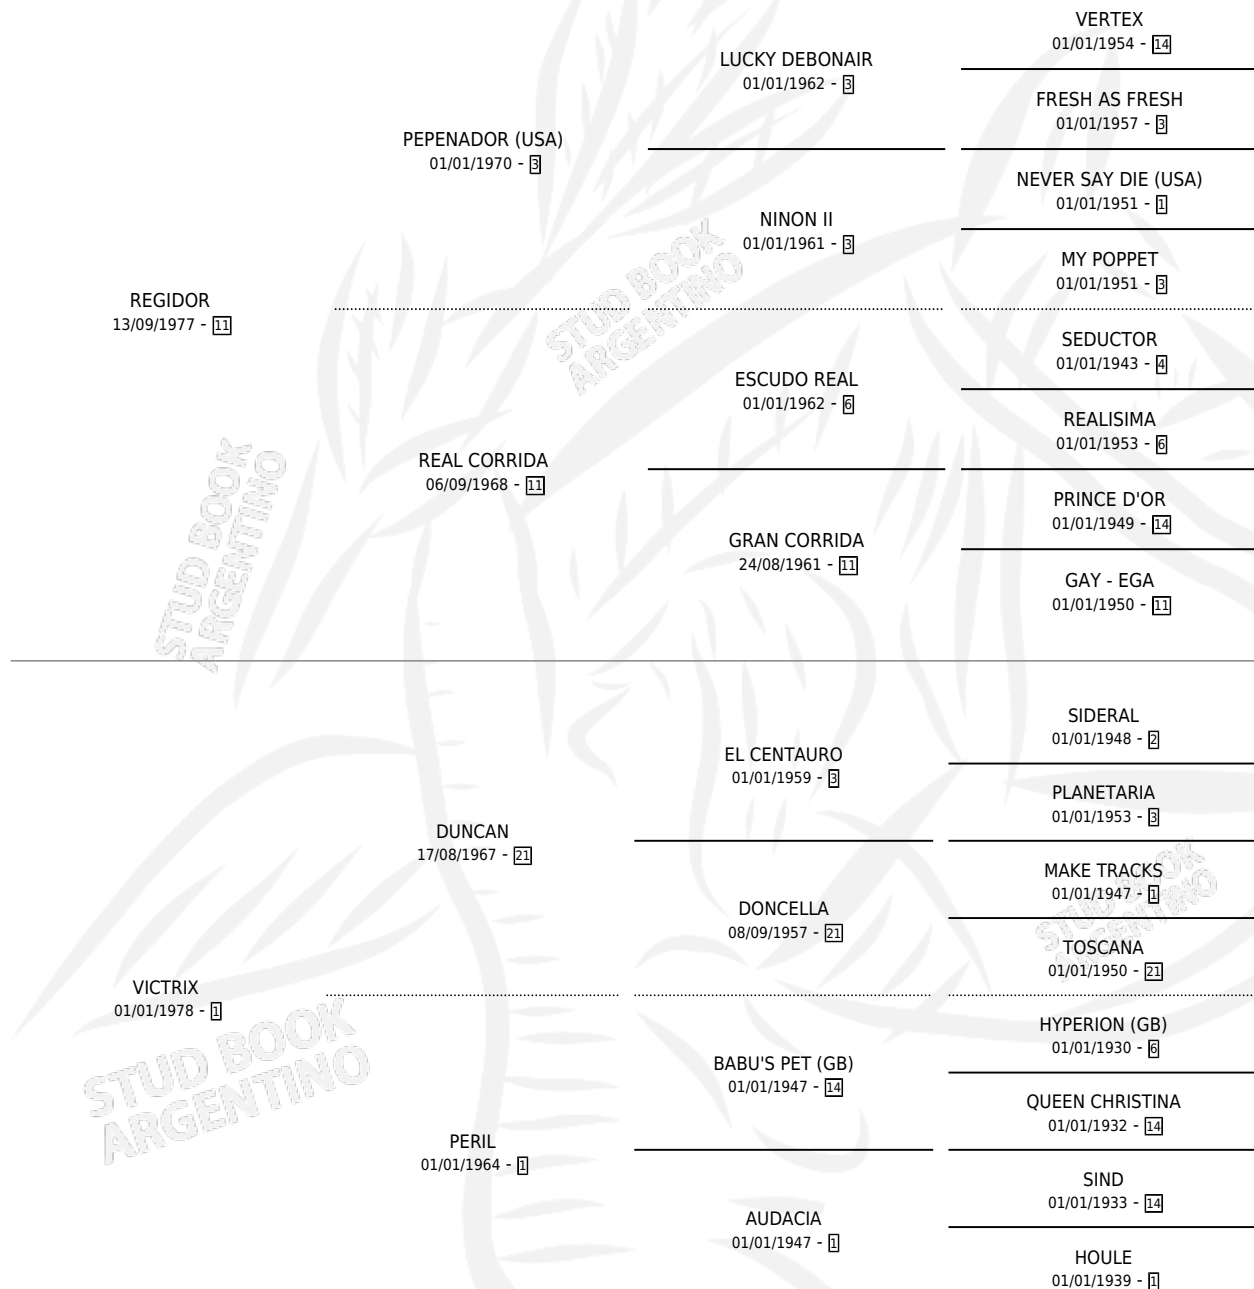 VERTEX
01/01/1954 - 14
LUCKY DEBONAIR
01/01/1962 - 3
FRESH AS FRESH
01/01/1957 - 3
PEPENADOR (USA)
01/01/1970 - 3
NEVER SAY DIE (USA)
01/01/1951 - 1
NINON II
01/01/1961 - 3
MY POPPET
01/01/1951 - 3
REGIDOR
13/09/1977 - 11
SEDUCTOR
01/01/1943 - 4
ESCUDO REAL
01/01/1962 - 6
REALISIMA
01/01/1953 - 6
REAL CORRIDA
06/09/1968 - 11
PRINCE D'OR
01/01/1949 - 14
GRAN CORRIDA
24/08/1961 - 11
GAY - EGA
01/01/1950 - 11
SIDERAL
01/01/1948 - 2
EL CENTAURO
01/01/1959 - 3
PLANETARIA
01/01/1953 - 3
DUNCAN
17/08/1967 - 21
MAKE TRACKS
01/01/1947 - 1
DONCELLA
08/09/1957 - 21
TOSCANA
01/01/1950 - 21
VICTRIX
01/01/1978 - 1
HYPERION (GB)
01/01/1930 - 6
BABU'S PET (GB)
01/01/1947 - 14
QUEEN CHRISTINA
01/01/1932 - 14
PERIL
01/01/1964 - 1
SIND
01/01/1933 - 14
AUDACIA
01/01/1947 - 1
HOULE
01/01/1939 - 1
STUD BOOK
ARGENTINO
STUD BOOK
ARGENTINO
STUD BOOK
ARGENTINO
STUD BOOK
ARGENTINO